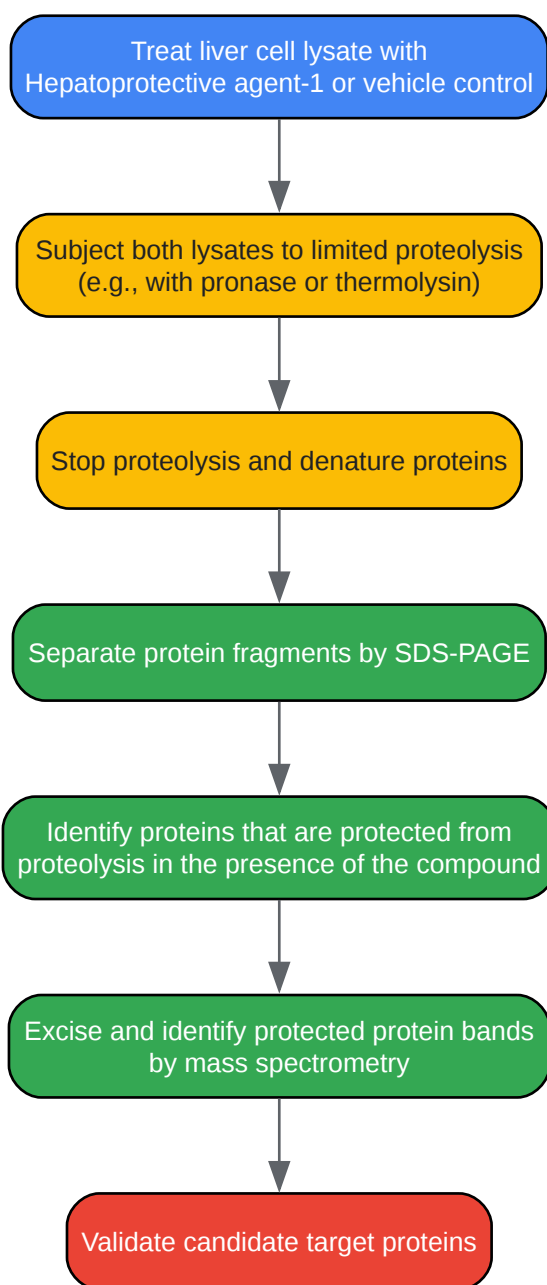 Treat liver cell lysate with
Hepatoprotective agent-1 or vehicle control
Subject both lysates to limited proteolysis
(e.g., with pronase or thermolysin)
Stop proteolysis and denature proteins
Separate protein fragments by SDS-PAGE
Identify proteins that are protected from
proteolysis in the presence of the compound
Excise and identify protected protein bands
by mass spectrometry
Validate candidate target proteins